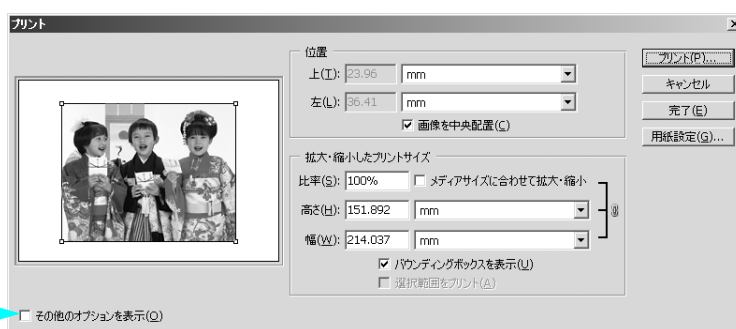 プリント
位置
上(T): 23.96 mm
左(L): 36.41 mm
画像を中央配置(C)
拡大・縮小したプリントサイズ
比率(S): 100% メディアサイズに合わせて拡大・縮小
高さ(H): 151.892 mm
幅(W): 214.037 mm
バウンディングボックスを表示(U)
選択範囲をプリント(A)
プリント(P)...
キャンセル
完了(E)
用紙設定(G)...
その他のオプションを表示(O)